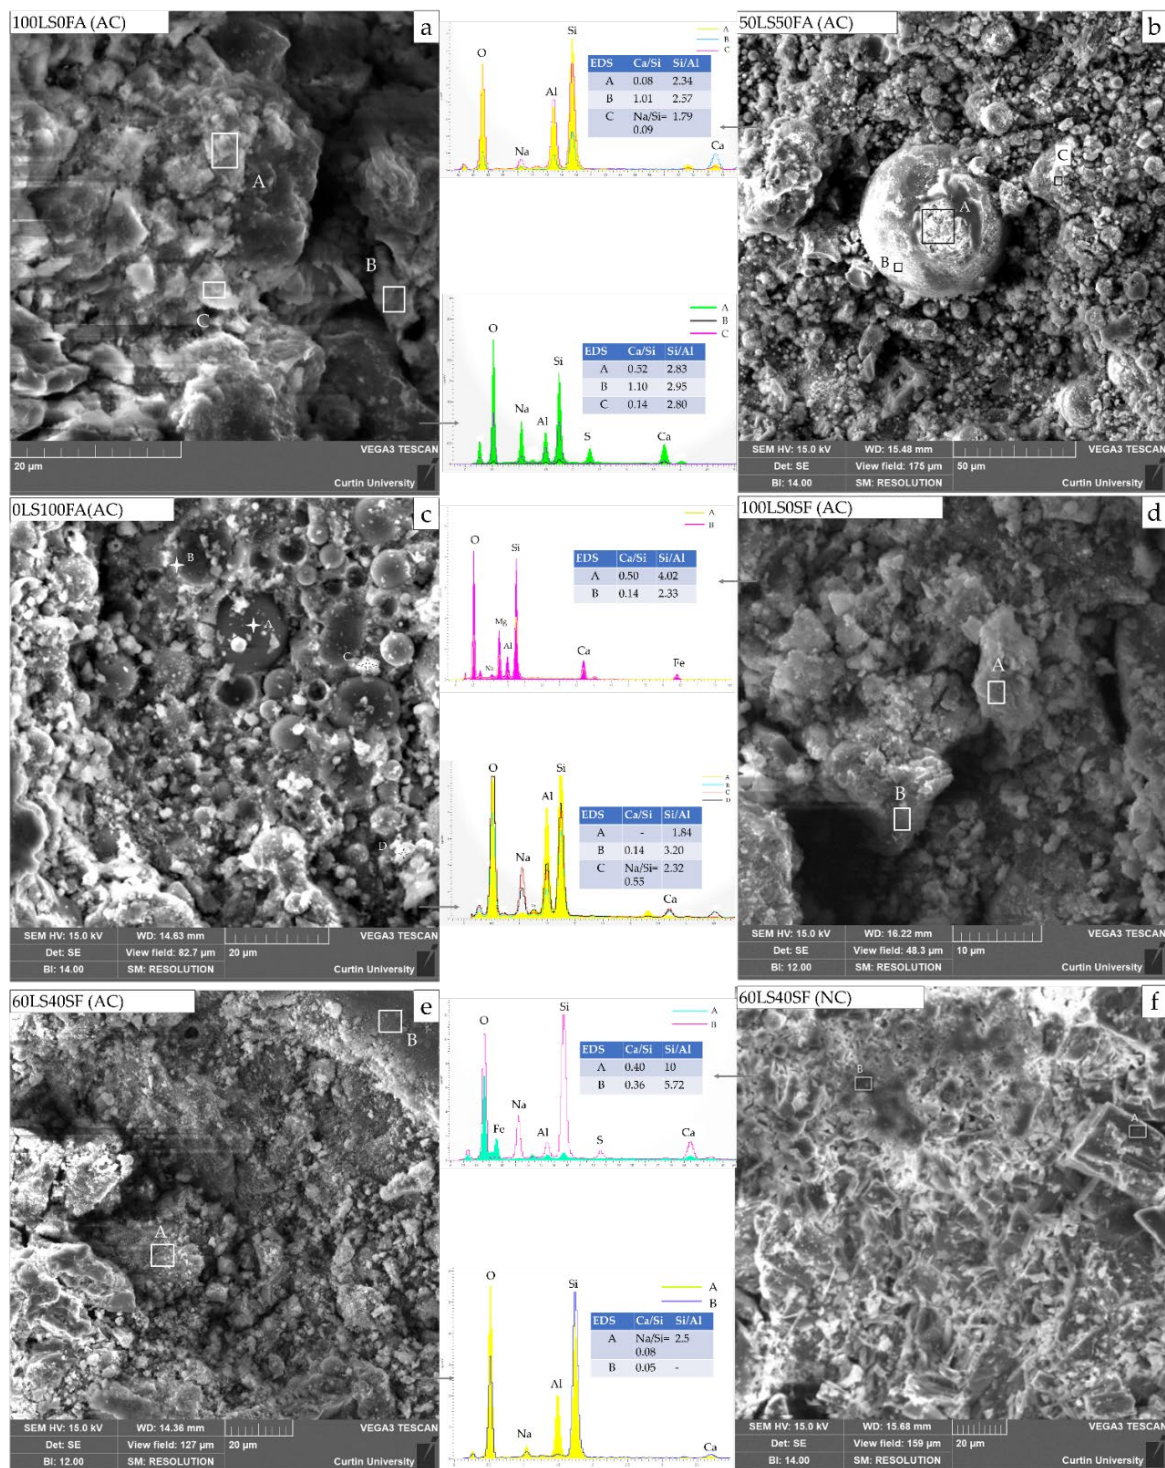 100LS0FA (AC)
a
A
B
C
VEGA3 TESCAN
20 µm
Curtin University
O
Si
Al
Na
Ca
A
B
C
EDS Ca/Si Si/Al
A 0.08 2.34
B 1.01 2.57
C Na/Si= 1.79
0.09
O
Si
Na
Al
S
Ca
A
B
C
EDS Ca/Si Si/Al
A 0.52 2.83
B 1.10 2.95
C 0.14 2.80
50LS50FA (AC)
b
C
A
B
SEM HV: 15.0 kV WD: 15.48 mm VEGA3 TESCAN
Det: SE View field: 175 µm 50 µm
BI: 14.00 SM: RESOLUTION Curtin University
0LS100FA(AC)
c
B
A
C
D
SEM HV: 15.0 kV WD: 14.63 mm VEGA3 TESCAN
Det: SE View field: 82.7 µm 20 µm
BI: 14.00 SM: RESOLUTION Curtin University
O
Si
Mg
Al
Na
Ca
Fe
A
B
EDS Ca/Si Si/Al
A 0.50 4.02
B 0.14 2.33
O
Si
Al
Na
Ca
A
B
C
D
EDS Ca/Si Si/Al
A - 1.84
B 0.14 3.20
C Na/Si= 2.32
0.55
100LS0SF (AC)
d
A
B
SEM HV: 15.0 kV WD: 16.22 mm VEGA3 TESCAN
Det: SE View field: 48.3 µm 10 µm
BI: 12.00 SM: RESOLUTION Curtin University
60LS40SF (AC)
e
B
A
SEM HV: 15.0 kV WD: 14.36 mm VEGA3 TESCAN
Det: SE View field: 127 µm 20 µm
BI: 12.00 SM: RESOLUTION Curtin University
O
Si
Na
Fe
Al
S
Ca
A
B
EDS Ca/Si Si/Al
A 0.40 10
B 0.36 5.72
O
Si
Al
Na
Ca
A
B
EDS Ca/Si Si/Al
A Na/Si= 2.5
0.08
B 0.05 -
60LS40SF (NC)
f
B
A
SEM HV: 15.0 kV WD: 15.68 mm VEGA3 TESCAN
Det: SE View field: 159 µm 20 µm
BI: 14.00 SM: RESOLUTION Curtin University